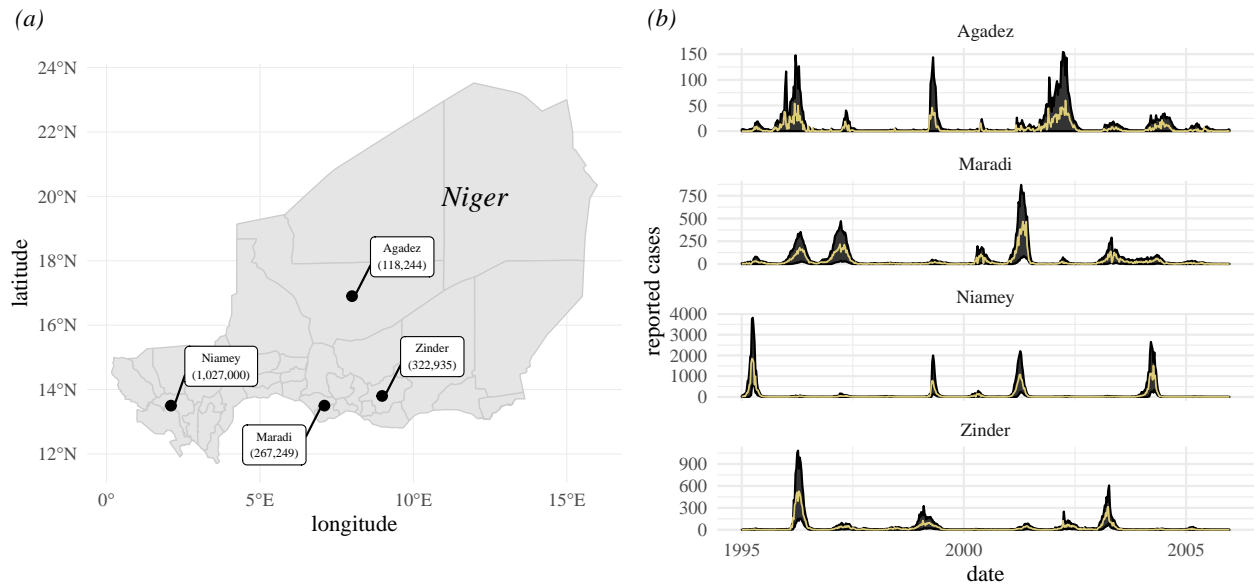 (a)
24°N
22°N
20°N
18°N
16°N
14°N
12°N
latitude
0°
5°E
10°E
15°E
longitude
Niger
Agadez
(118,244)
Zinder
(322,935)
Niamey
(1,027,000)
Maradi
(267,249)
(b)
reported cases
Agadez
150
100
50
0
Maradi
750
500
250
0
Niamey
4000
3000
2000
1000
0
Zinder
900
600
300
0
1995
2000
2005
date